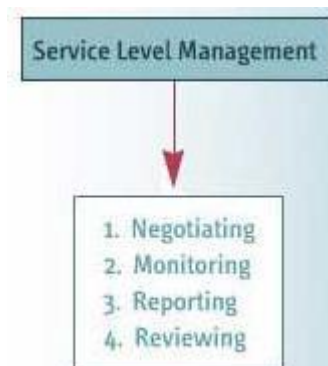 Service Level Management
1. Negotiating
2. Monitoring
3. Reporting
4. Reviewing